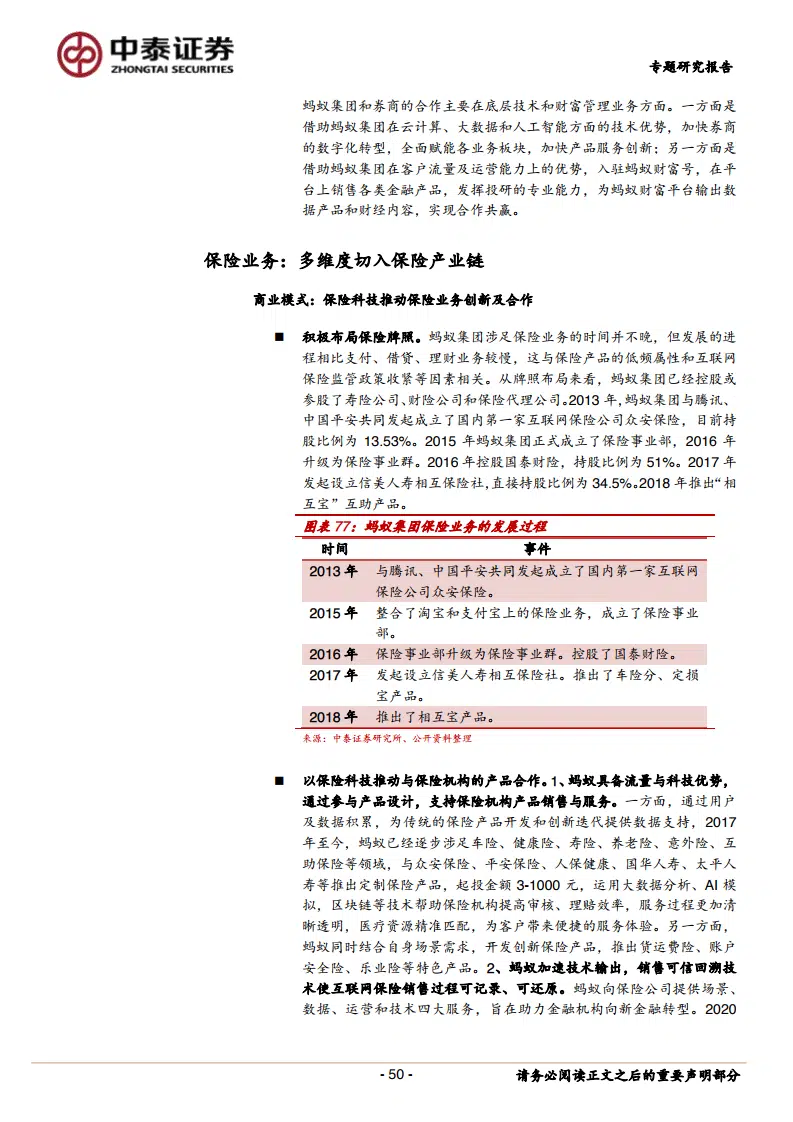 中泰证券
ZHONGTAI SECURITIES
专题研究报告
蚂蚁集团和券商的合作主要在底层技术和财富管理业务方面。一方面是
借助蚂蚁集团在云计算、大数据和人工智能方面的技术优势，加快券商
的数字化转型，全面赋能各业务板块，加快产品服务创新；另一方面是
借助蚂蚁集团在客户流量及运营能力上的优势，入驻蚂蚁财富号，在平
台上销售各类金融产品，发挥投研的专业能力，为蚂蚁财富平台输出数
据产品和财经内容，实现合作共赢。
保险业务：多维度切入保险产业链
商业模式：保险科技推动保险业务创新及合作
■ 积极布局保险牌照。蚂蚁集团涉足保险业务的时间并不晚，但发展的进
程相比支付、借贷、理财业务较慢，这与保险产品的低频属性和互联网
保险监管政策收紧等因素相关。从牌照布局来看，蚂蚁集团已经控股或
参股了寿险公司、财险公司和保险代理公司。2013 年，蚂蚁集团与腾讯、
中国平安共同发起成立了国内第一家互联网保险公司众安保险，目前持
股比例为 13.53%。2015 年蚂蚁集团正式成立了保险事业部，2016 年
升级为保险事业群。2016 年控股国泰财险，持股比例为 51%。2017 年
发起设立信美人寿相互保险社，直接持股比例为 34.5%。2018 年推出“相
互宝”互助产品。
图表 77：蚂蚁集团保险业务的发展过程
时间 事件
2013 年 与腾讯、中国平安共同发起成立了国内第一家互联网
保险公司众安保险。
2015 年 整合了淘宝和支付宝上的保险业务，成立了保险事业
部。
2016 年 保险事业部升级为保险事业群。控股了国泰财险。
2017 年 发起设立信美人寿相互保险社。推出了车险分、定损
宝产品。
2018 年 推出了相互宝产品。
来源：中泰证券研究所、公开资料整理
■ 以保险科技推动与保险机构的产品合作。1、蚂蚁具备流量与科技优势，
通过参与产品设计，支持保险机构产品销售与服务。一方面，通过用户
及数据积累，为传统的保险产品开发和创新迭代提供数据支持，2017
年至今，蚂蚁已经逐步涉足车险、健康险、寿险、养老险、意外险、互
助保险等领域，与众安保险、平安保险、人保健康、国华人寿、太平人
寿等推出定制保险产品，起投金额 3-1000 元，运用大数据分析、AI 模
拟，区块链等技术帮助保险机构提高审核、理赔效率，服务过程更加清
晰透明，医疗资源精准匹配，为客户带来便捷的服务体验。另一方面，
蚂蚁同时结合自身场景需求，开发创新保险产品，推出货运费险、账户
安全险、乐业险等特色产品。2、蚂蚁加速技术输出，销售可信回溯技
术使互联网保险销售过程可记录、可还原。蚂蚁向保险公司提供场景、
数据、运营和技术四大服务，旨在助力金融机构向新金融转型。2020
- 50 -
请务必阅读正文之后的重要声明部分